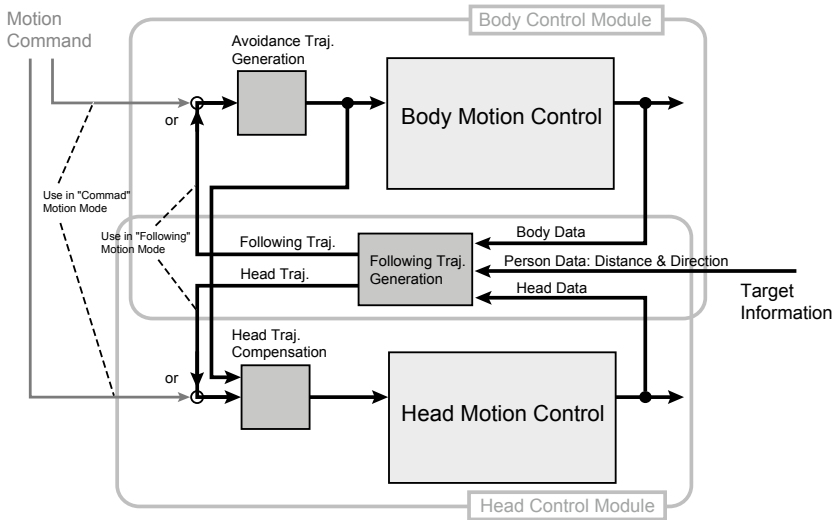 Motion
Command
Body Control Module
Avoidance Traj.
Generation
Body Motion Control
or
Use in "Commad"
Motion Mode
Use in "Following"
Motion Mode
Following Traj.
Head Traj.
Following Traj.
Generation
Body Data
Person Data: Distance & Direction
Head Data
Target
Information
Head Traj.
Compensation
or
Head Motion Control
Head Control Module